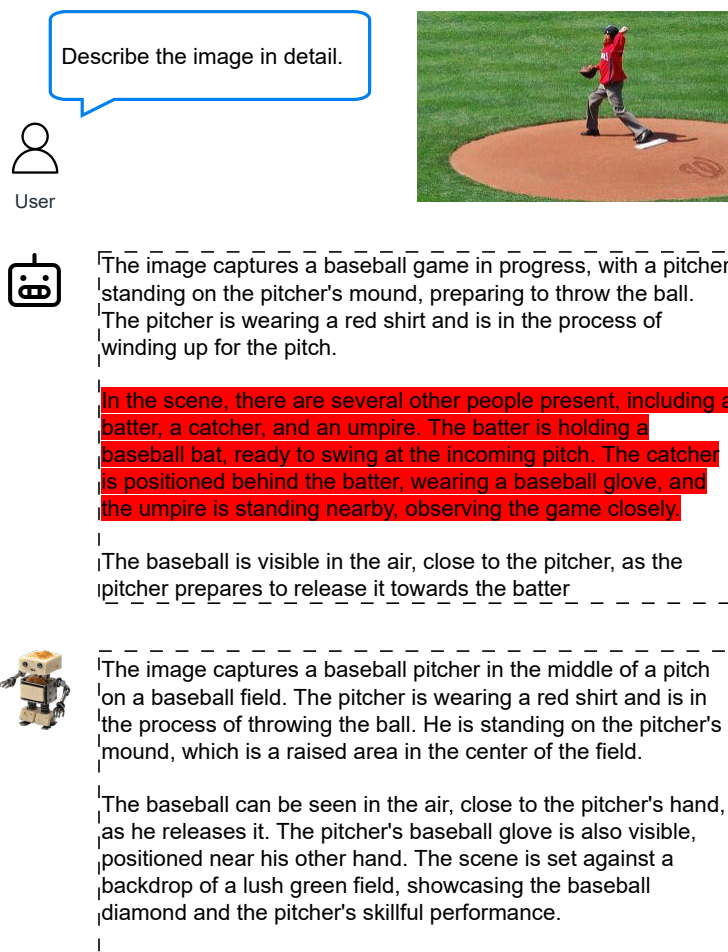 Describe the image in detail.
User
The image captures a baseball game in progress, with a pitcher
standing on the pitcher's mound, preparing to throw the ball.
The pitcher is wearing a red shirt and is in the process of
winding up for the pitch.
In the scene, there are several other people present, including a
batter, a catcher, and an umpire. The batter is holding a
baseball bat, ready to swing at the incoming pitch. The catcher
is positioned behind the batter, wearing a baseball glove, and
the umpire is standing nearby, observing the game closely.
The baseball is visible in the air, close to the pitcher, as the
pitcher prepares to release it towards the batter
The image captures a baseball pitcher in the middle of a pitch
on a baseball field. The pitcher is wearing a red shirt and is in
the process of throwing the ball. He is standing on the pitcher's
mound, which is a raised area in the center of the field.
The baseball can be seen in the air, close to the pitcher's hand,
as he releases it. The pitcher's baseball glove is also visible,
positioned near his other hand. The scene is set against a
backdrop of a lush green field, showcasing the baseball
diamond and the pitcher's skillful performance.